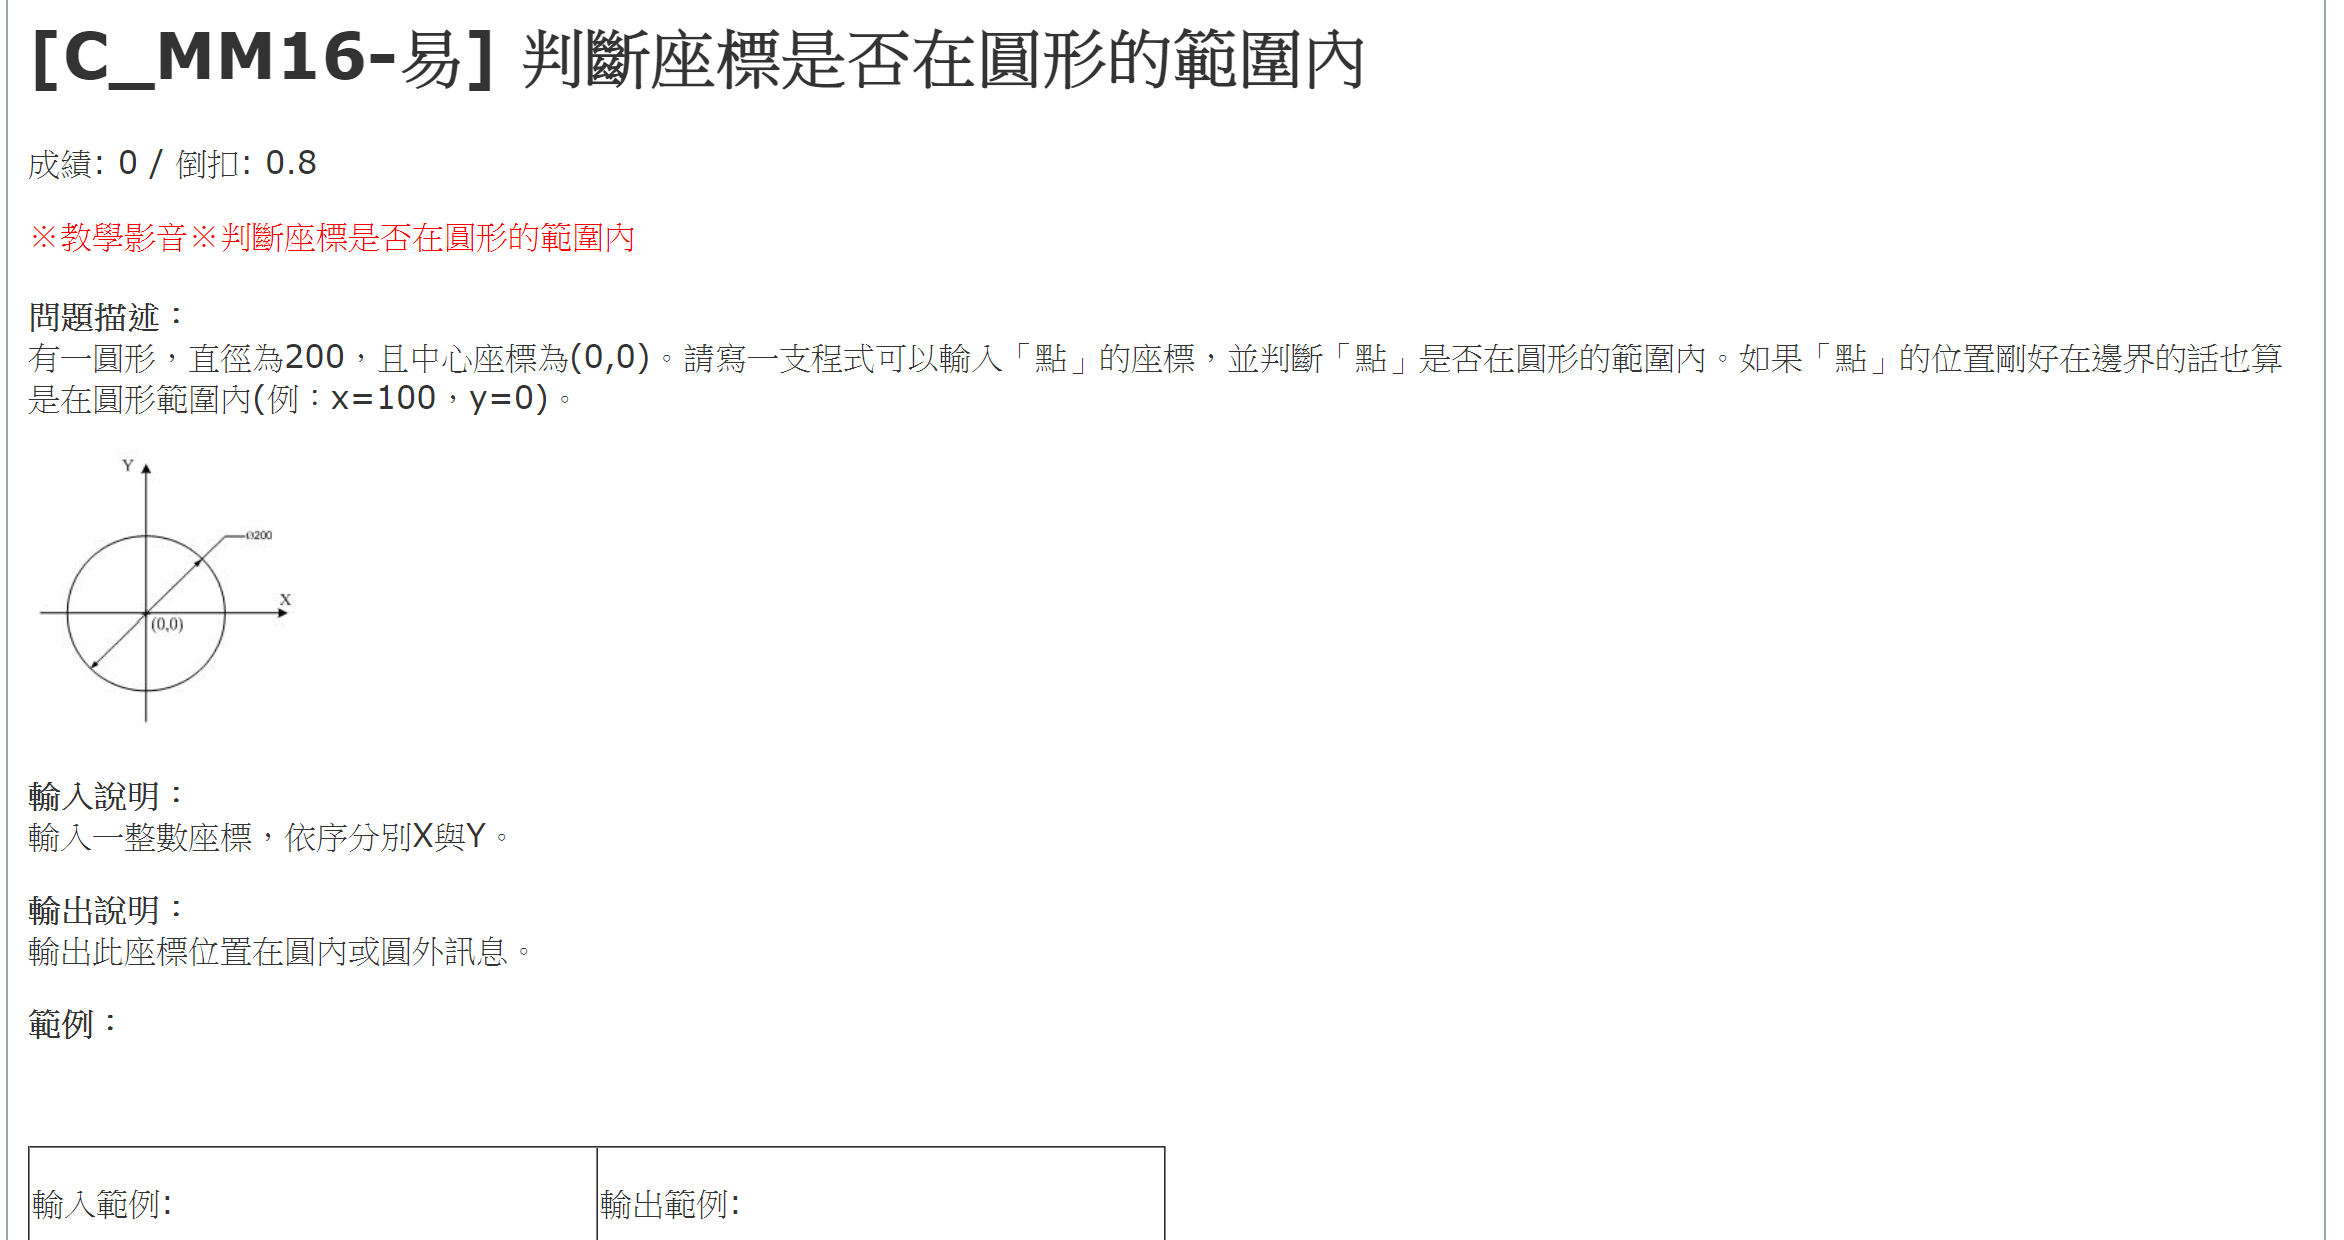 [C_MM16-易] 判斷座標是否在圓形的範圍內
成績: 0 / 倒扣: 0.8
※教學影音※判斷座標是否在圓形的範圍內
問題描述：
有一圓形，直徑為200，且中心座標為(0,0)。請寫一支程式可以輸入「點」的座標，並判斷「點」是否在圓形的範圍內。如果「點」的位置剛好在邊界的話也算
是在圓形範圍內(例：x=100，y=0)。
Y
Ø200
X
(0,0)
輸入說明：
輸入一整數座標，依序分別X與Y。
輸出說明：
輸出此座標位置在圓內或圓外訊息。
範例：
輸入範例:
輸出範例: